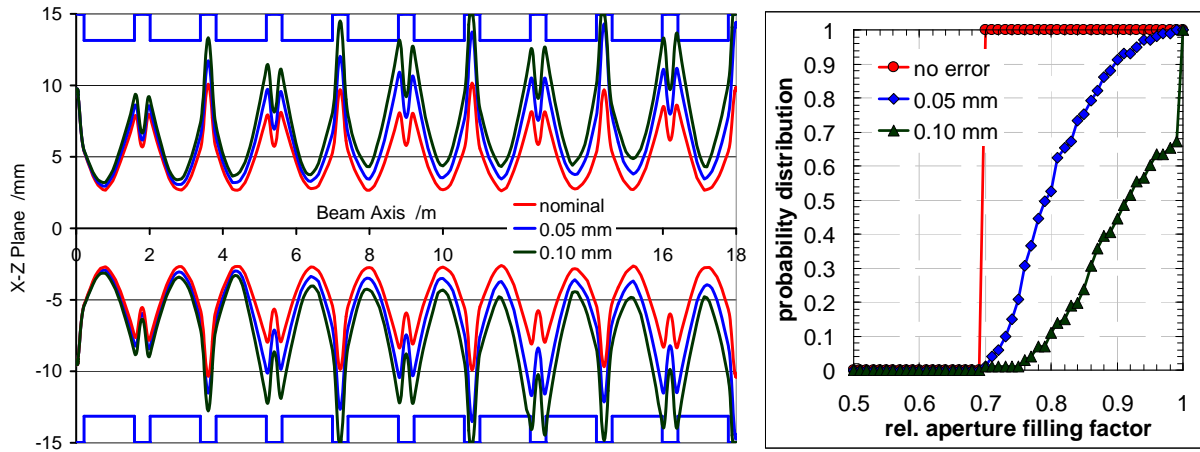 15
10
5
0
-5
-10
-15
X-Z Plane /mm
Beam Axis /m
nominal
0.05 mm
0.10 mm
0 2 4 6 8 10 12 14 16 18
1
0.9
0.8
0.7
0.6
0.5
0.4
0.3
0.2
0.1
0
probability distribution
no error
0.05 mm
0.10 mm
0.5 0.6 0.7 0.8 0.9 1
rel. aperture filling factor